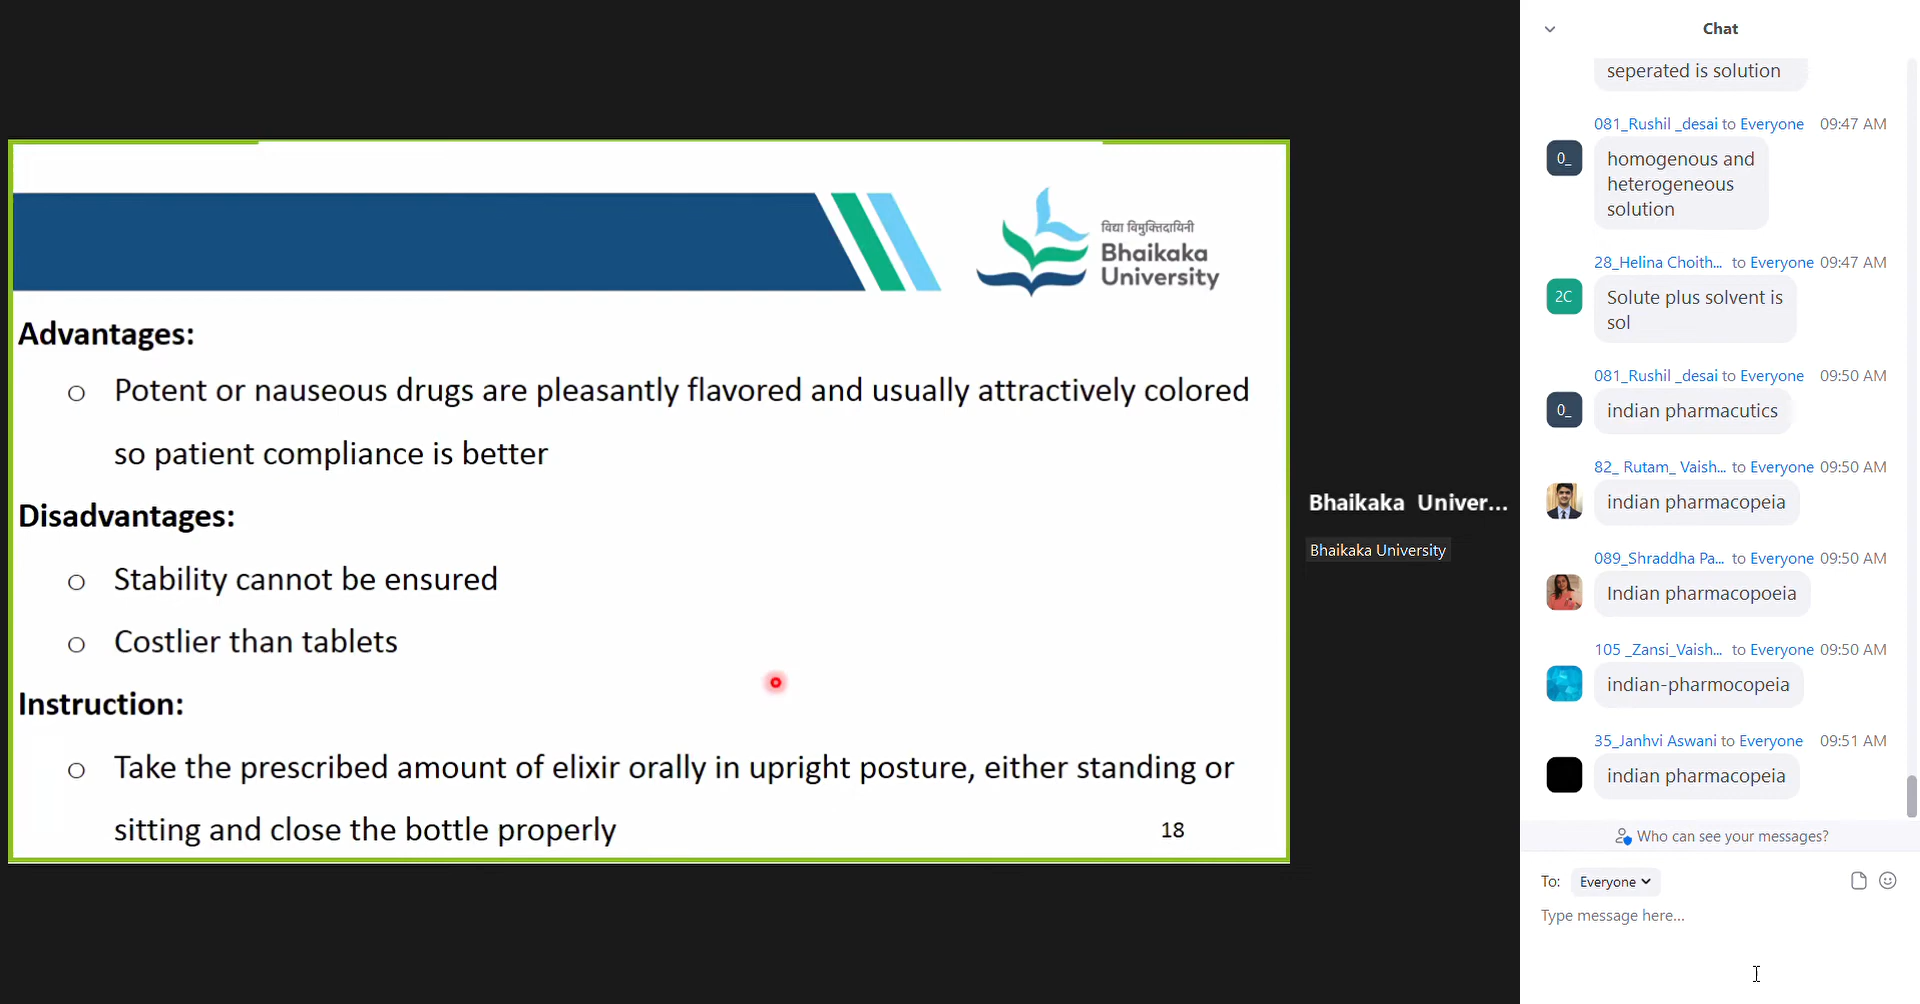 विद्या विमुक्तिदायिनी
Bhaikaka
University
Advantages:
o Potent or nauseous drugs are pleasantly flavored and usually attractively colored
so patient compliance is better
Disadvantages:
o Stability cannot be ensured
o Costlier than tablets
Instruction:
o Take the prescribed amount of elixir orally in upright posture, either standing or
sitting and close the bottle properly
18
Bhaikaka Univer...
Bhaikaka University
Chat
seperated is solution
081_Rushil _desai to Everyone 09:47 AM
0_
homogenous and
heterogeneous
solution
28_Helina Choith... to Everyone 09:47 AM
2C
Solute plus solvent is
sol
081_Rushil _desai to Everyone 09:50 AM
0_
indian pharmacutics
82_ Rutam_ Vaish... to Everyone 09:50 AM
indian pharmacopeia
089_Shraddha Pa... to Everyone 09:50 AM
Indian pharmacopoeia
105 _Zansi_Vaish... to Everyone 09:50 AM
indian-pharmocopeia
35_Janhvi Aswani to Everyone 09:51 AM
indian pharmacopeia
Who can see your messages?
To: Everyone
Type message here...